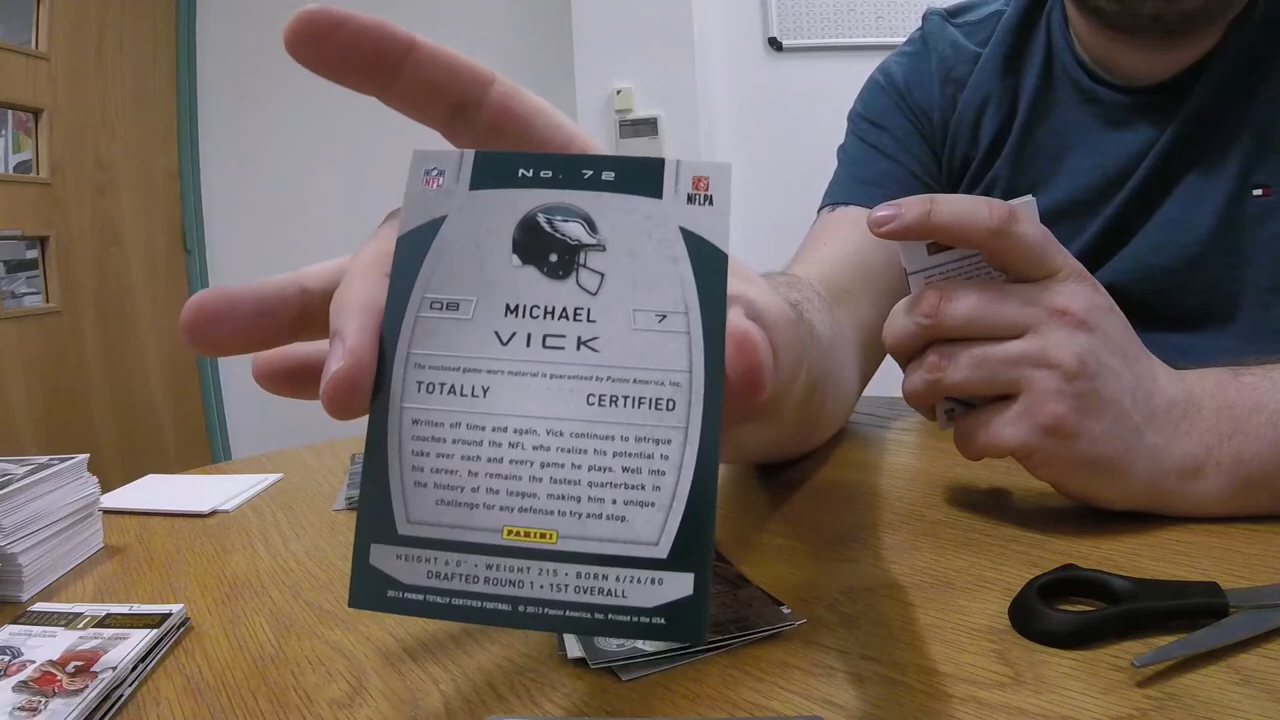 No. 72
NFL
NFLPA
QB
MICHAEL
7
VICK
The enclosed game-worn material is guaranteed by Panini America, Inc.
TOTALLY CERTIFIED
Written off time and again, Vick continues to intrigue
coaches around the NFL who realize his potential to
take over each and every game he plays. Well into
his career, he remains the fastest quarterback in
the history of the league, making him a unique
challenge for any defense to try and stop.
PANINI
HEIGHT 6'0" • WEIGHT 215 • BORN 6/26/80
DRAFTED ROUND 1 • 1ST OVERALL
2013 PANINI TOTALLY CERTIFIED FOOTBALL © 2013 Panini America, Inc. Printed in the USA.